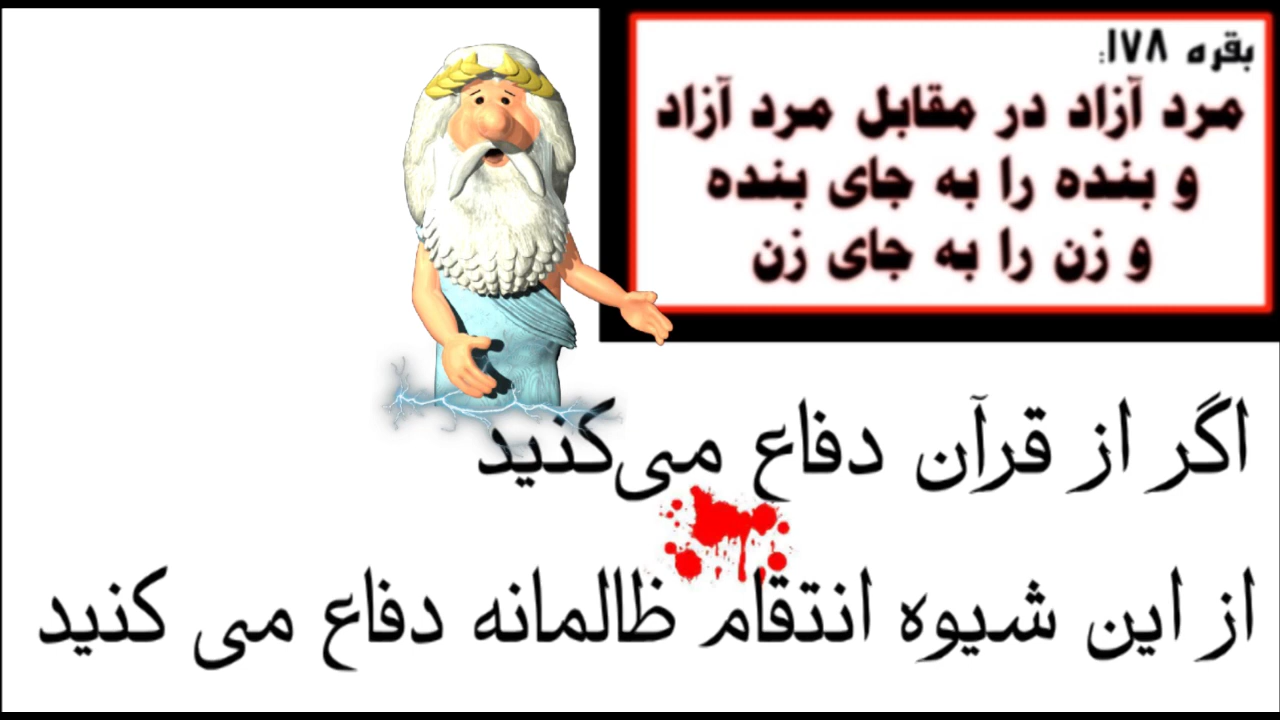 بقره ۱۷۸:
مرد آزاد در مقابل مرد آزاد
و بنده را به جای بنده
و زن را به جای زن
اگر از قرآن دفاع می‌کنید
از این شیوه انتقام ظالمانه دفاع می کنید